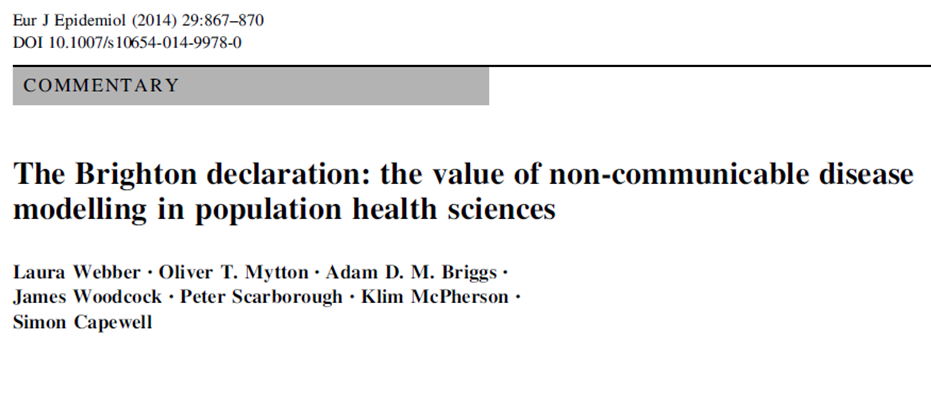 Eur J Epidemiol (2014) 29:867–870
DOI 10.1007/s10654-014-9978-0
COMMENTARY
The Brighton declaration: the value of non-communicable disease
modelling in population health sciences
Laura Webber · Oliver T. Mytton · Adam D. M. Briggs ·
James Woodcock · Peter Scarborough · Klim McPherson ·
Simon Capewell